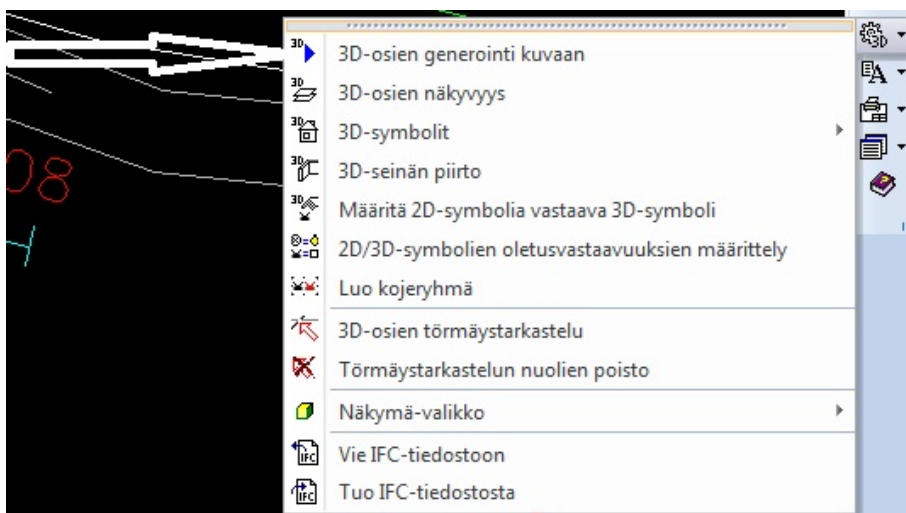 3D-osien generointi kuvaan
3D-osien näkyvyys
3D-symbolit
3D-seinän piirto
Määritä 2D-symbolia vastaava 3D-symboli
2D/3D-symbolien oletusvastaavuuksien määrittely
Luo kojeryhmä
3D-osien törmäystarkastelu
Törmäystarkastelun nuolien poisto
Näkymä-valikko
Vie IFC-tiedostoon
Tuo IFC-tiedostosta
08